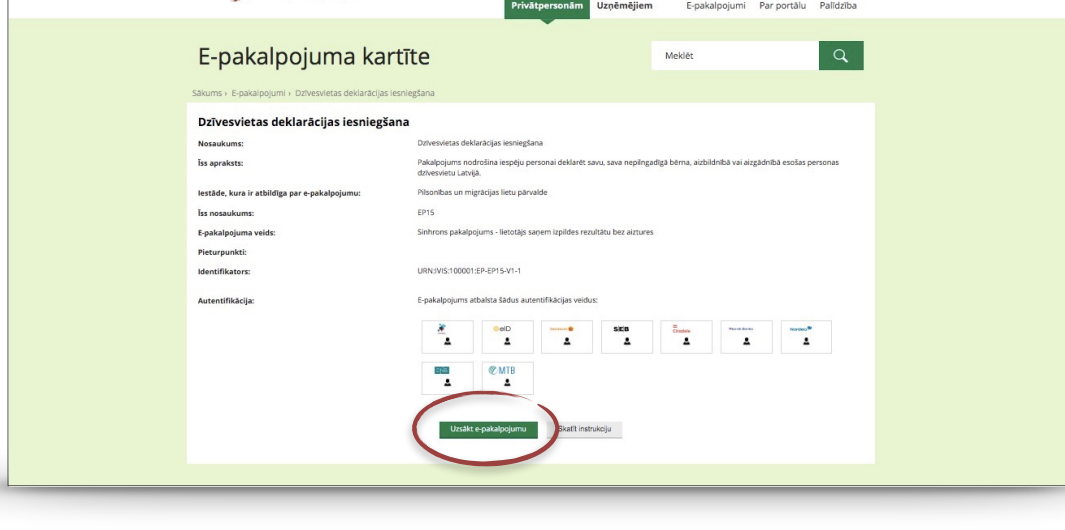 Privātpersonām Uzņēmējiem E-pakalpojumi Par portālu Palīdzība
E-pakalpojuma kartīte
Meklēt
Sākums › E-pakalpojumi › Dzīvesvietas deklarācijas iesniegšana
Dzīvesvietas deklarācijas iesniegšana
Nosaukums: Dzīvesvietas deklarācijas iesniegšana
Īss apraksts: Pakalpojums nodrošina iespēju personai deklarēt savu, sava nepilngadīgā bērna, aizbildnībā vai aizgādnībā esošas personas
dzīvesvietu Latvijā.
Iestāde, kura ir atbildīga par e-pakalpojumu: Pilsonības un migrācijas lietu pārvalde
Īss nosaukums: EP15
E-pakalpojuma veids: Sinhrons pakalpojums - lietotājs saņem izpildes rezultātu bez aiztures
Pieturpunkti:
Identifikators: URN:IVIS:100001:EP-EP15-V1-1
Autentifikācija: E-pakalpojums atbalsta šādus autentifikācijas veidus:
eID Swedbank SEB Citadele Nordea
DNB MTB
Uzsākt e-pakalpojumu Skatīt instrukciju